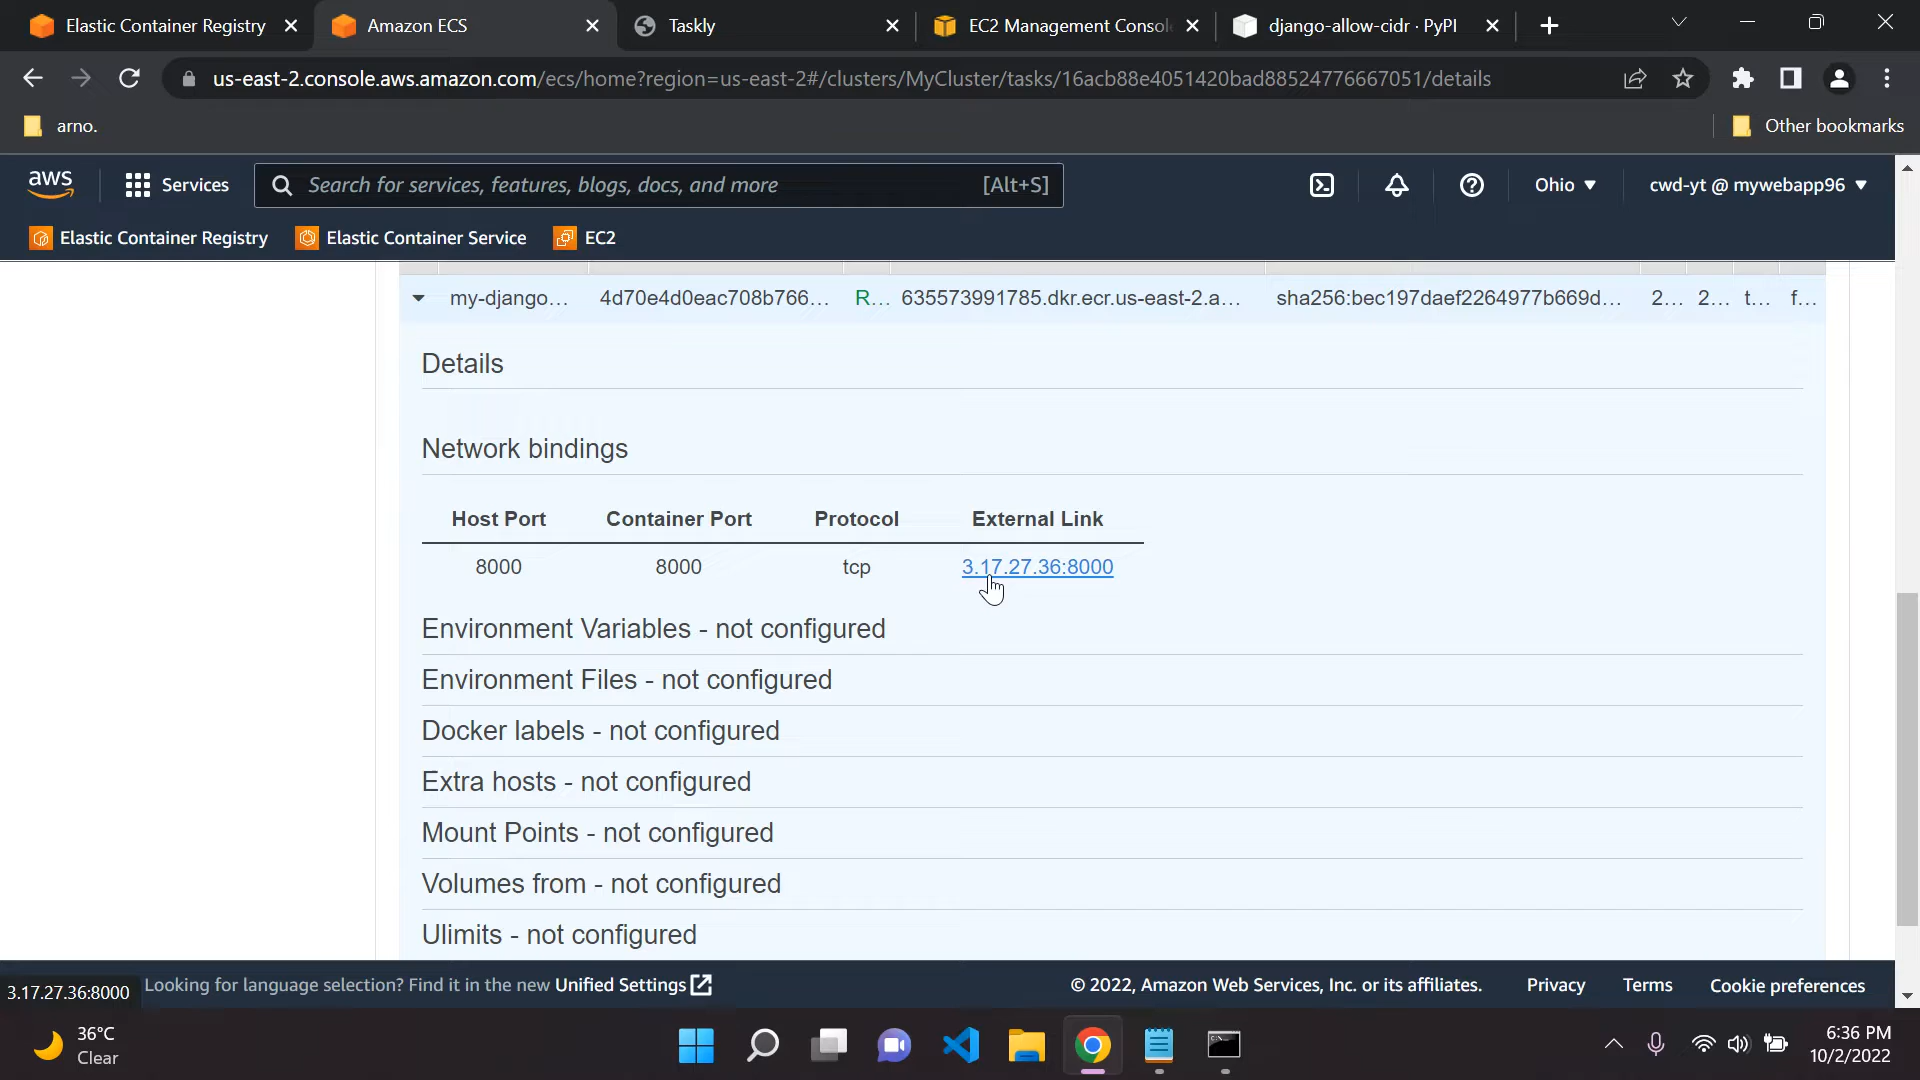 Elastic Container Registry
Amazon ECS
Taskly
EC2 Management Consol
django-allow-cidr · PyPI
us-east-2.console.aws.amazon.com/ecs/home?region=us-east-2#/clusters/MyCluster/tasks/16acb88e4051420bad88524776667051/details
arno.
Other bookmarks
aws
Services
Search for services, features, blogs, docs, and more
[Alt+S]
Ohio
cwd-yt @ mywebapp96
Elastic Container Registry
Elastic Container Service
EC2
my-django... 4d70e4d0eac708b766... R... 635573991785.dkr.ecr.us-east-2.a... sha256:bec197daef2264977b669d... 2... 2... t... f...
Details
Network bindings
Host Port Container Port Protocol External Link
8000 8000 tcp 3.17.27.36:8000
Environment Variables - not configured
Environment Files - not configured
Docker labels - not configured
Extra hosts - not configured
Mount Points - not configured
Volumes from - not configured
Ulimits - not configured
3.17.27.36:8000
Looking for language selection? Find it in the new Unified Settings
© 2022, Amazon Web Services, Inc. or its affiliates.
Privacy
Terms
Cookie preferences
36°C
Clear
6:36 PM
10/2/2022